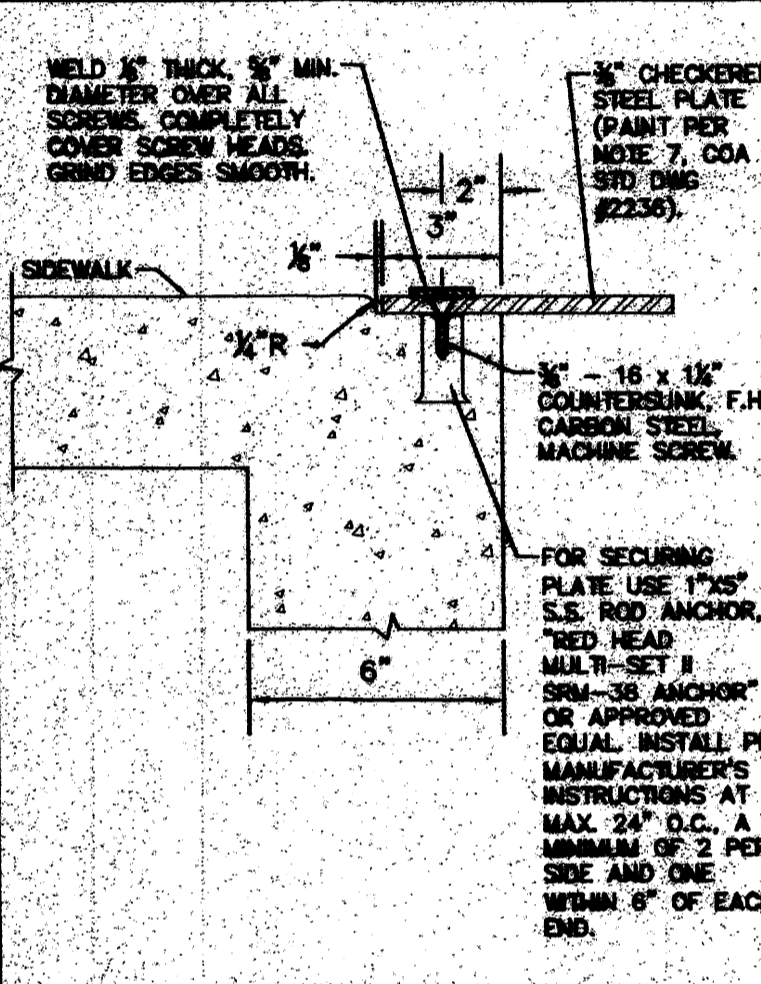 WELD ⅛" THICK, ⅝" MIN.
DIAMETER OVER ALL
SCREWS. COMPLETELY
COVER SCREW HEADS.
GRIND EDGES SMOOTH.
⅜" CHECKERED
STEEL PLATE
(PAINT PER
NOTE 7, COA
STD DWG
#2236).
2"
3"
⅛"
SIDEWALK
¼"R
⅜" - 16 x 1¼"
COUNTERSUNK, F.H
CARBON STEEL,
MACHINE SCREW.
FOR SECURING
PLATE USE 1"X5"
S.S. ROD ANCHOR,
"RED HEAD
MULTI-SET II
SRM-38 ANCHOR"
OR APPROVED
EQUAL. INSTALL
MANUFACTURER'S
INSTRUCTIONS AT
MAX. 24" O.C., A
MINIMUM OF 2 PER
SIDE AND ONE
WITHIN 6" OF EAC
END.
6"